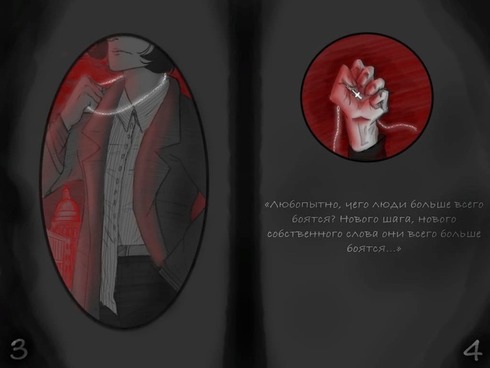 «Любопытно, чего люди больше всего
боятся? Нового шага, нового
собственного слова они всего больше
боятся...»
3
4